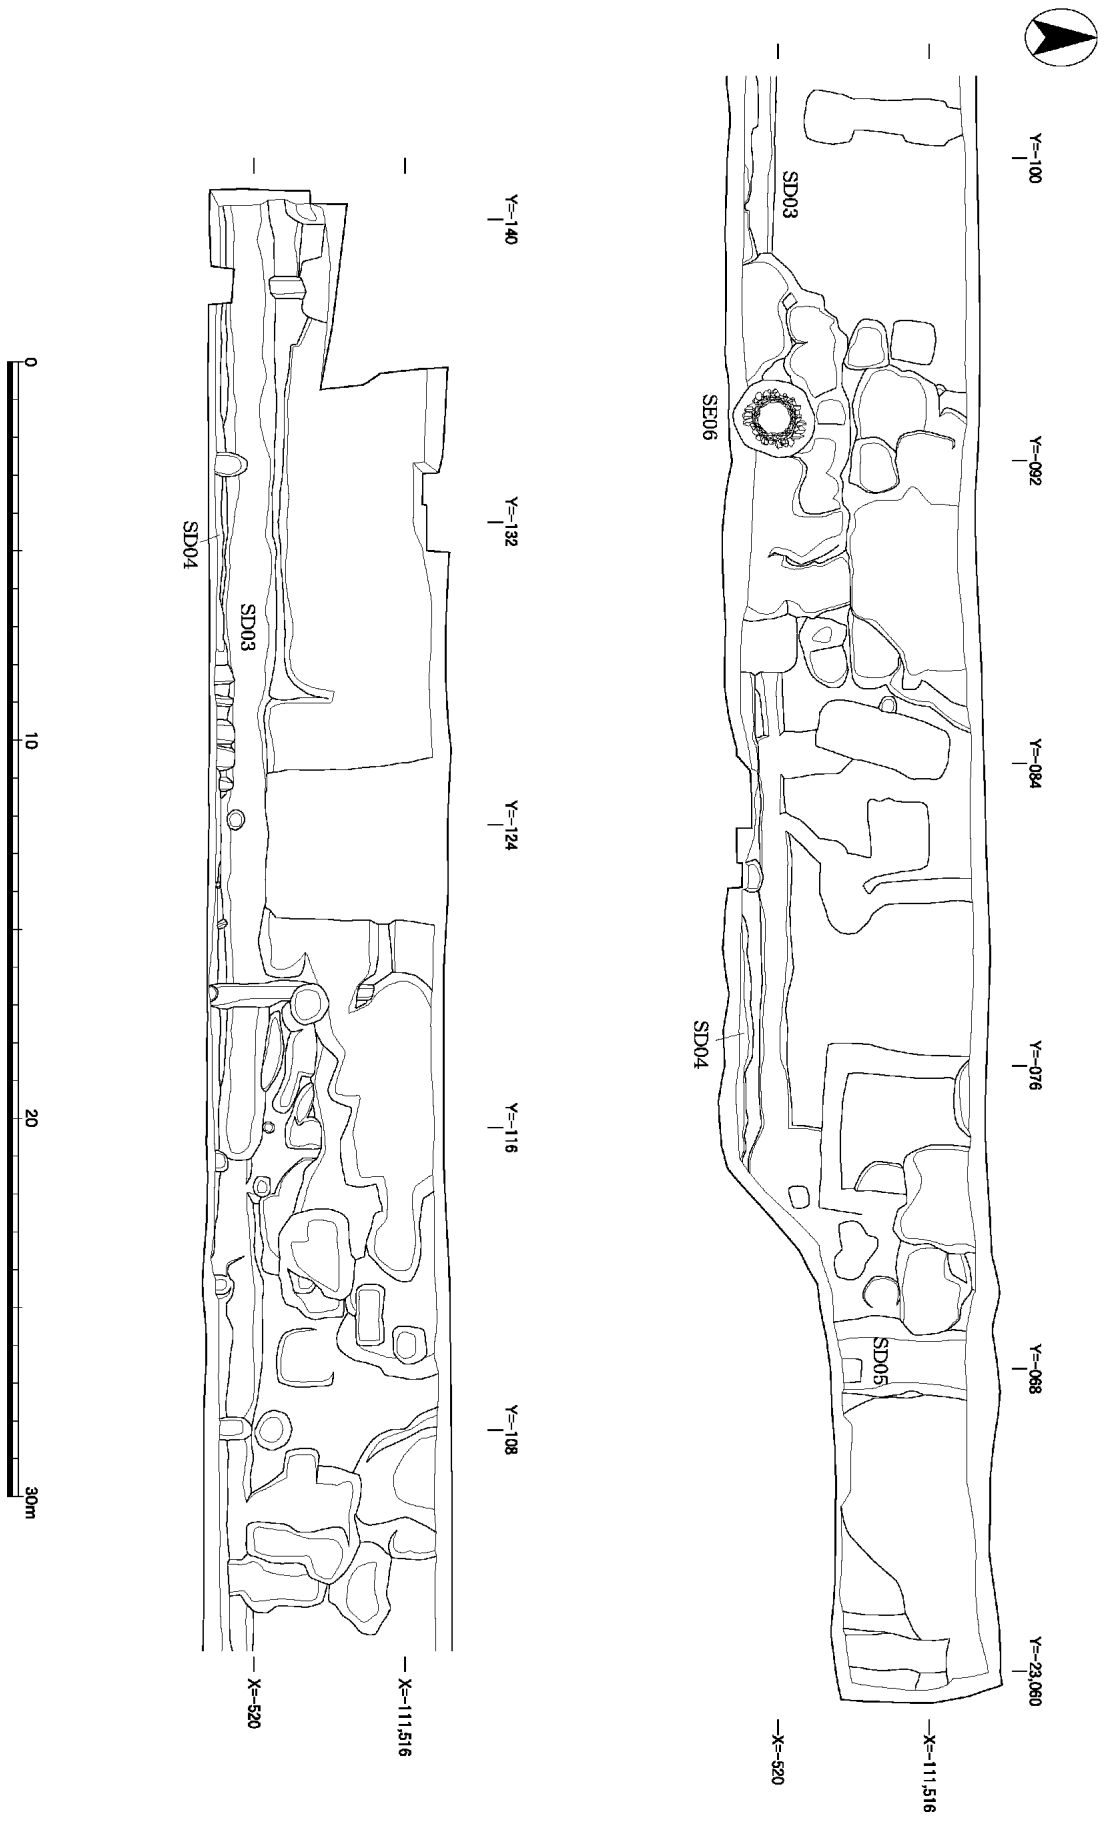 Y=-140
Y=-132
Y=-124
Y=-116
Y=-108
SD04
SD03
X=-520
X=-111,516
0
10
20
30m
Y=-100
Y=-092
Y=-084
Y=-076
Y=-068
Y=-23,060
SD03
SE06
SD04
SD05
X=-520
X=-111,516